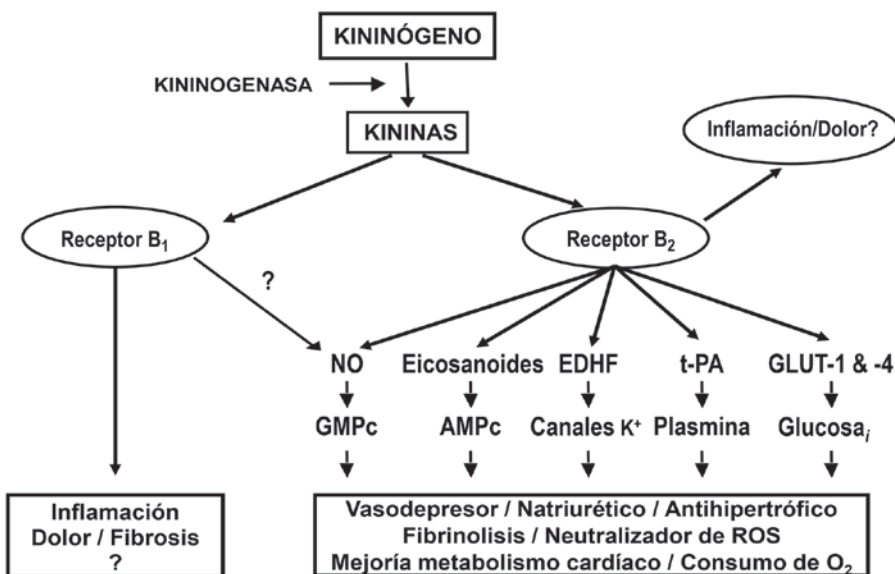 KININÓGENO
KININOGENASA
KININAS
Inflamación/Dolor?
Receptor B₁
Receptor B₂
?
NO Eicosanoides EDHF t-PA GLUT-1 & -4
GMPc AMPc Canales K⁺ Plasmina Glucosaᵢ
Inflamación
Dolor / Fibrosis
?
Vasodepresor / Natriurético / Antihipertrófico
Fibrinolisis / Neutralizador de ROS
Mejoría metabolismo cardíaco / Consumo de O₂